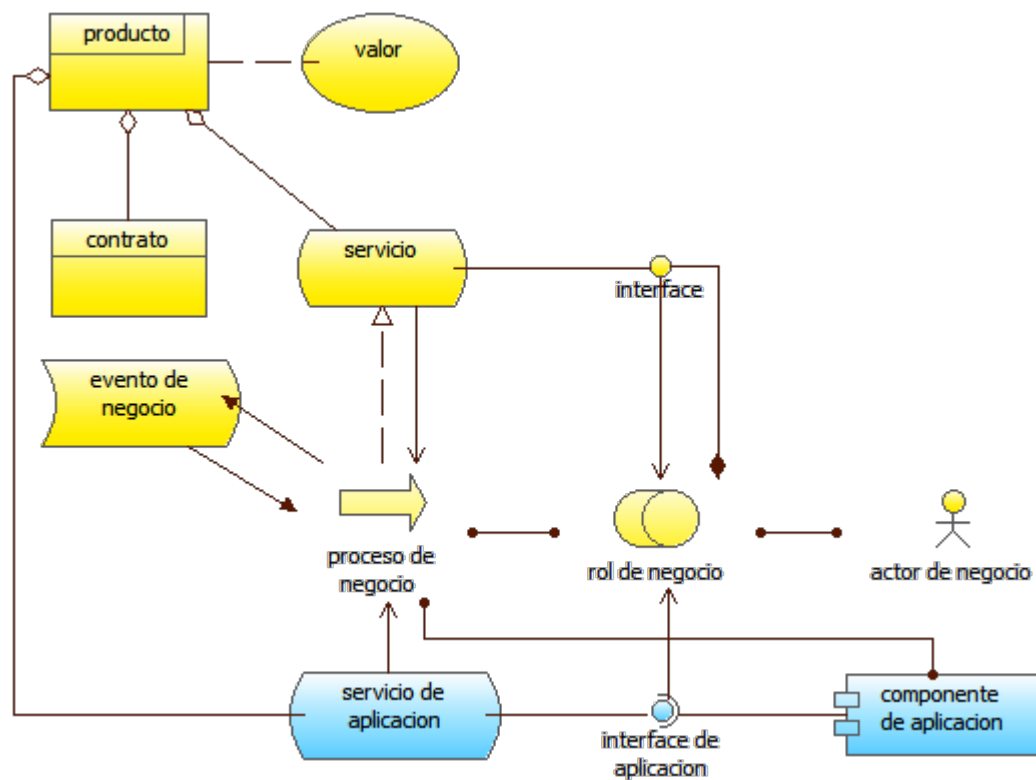 producto
valor
contrato
servicio
interface
evento de
negocio
proceso de
negocio
rol de negocio
actor de negocio
servicio de
aplicacion
interface de
aplicacion
componente
de aplicacion